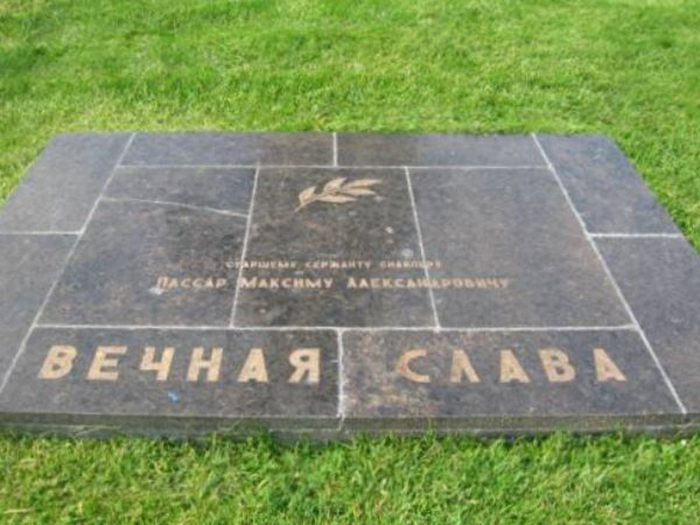 СТАРШЕМУ СЕРЖАНТУ СНАЙПЕРУ
ПАССАР МАКСИМУ АЛЕКСАНДРОВИЧУ
ВЕЧНАЯ СЛАВА